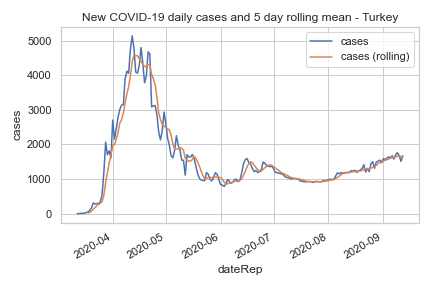 New COVID-19 daily cases and 5 day rolling mean - Turkey
cases
cases (rolling)
5000
4000
3000
2000
1000
0
cases
2020-04
2020-05
2020-06
2020-07
2020-08
2020-09
dateRep